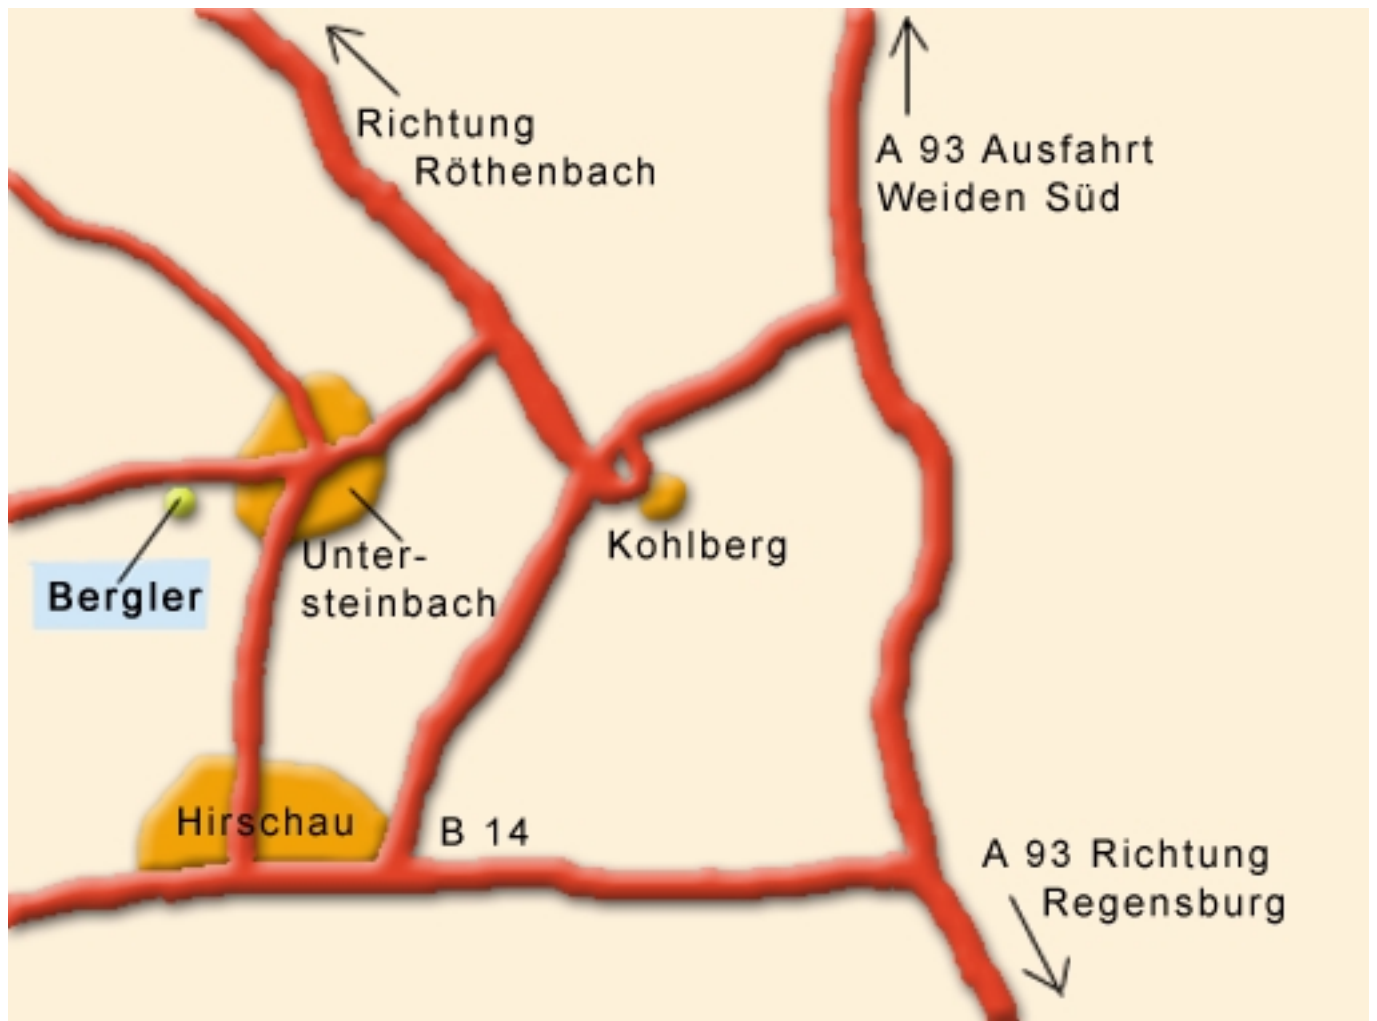 Richtung
Röthenbach
A 93 Ausfahrt
Weiden Süd
Kohlberg
Unter-
steinbach
Bergler
Hirschau
B 14
A 93 Richtung
Regensburg